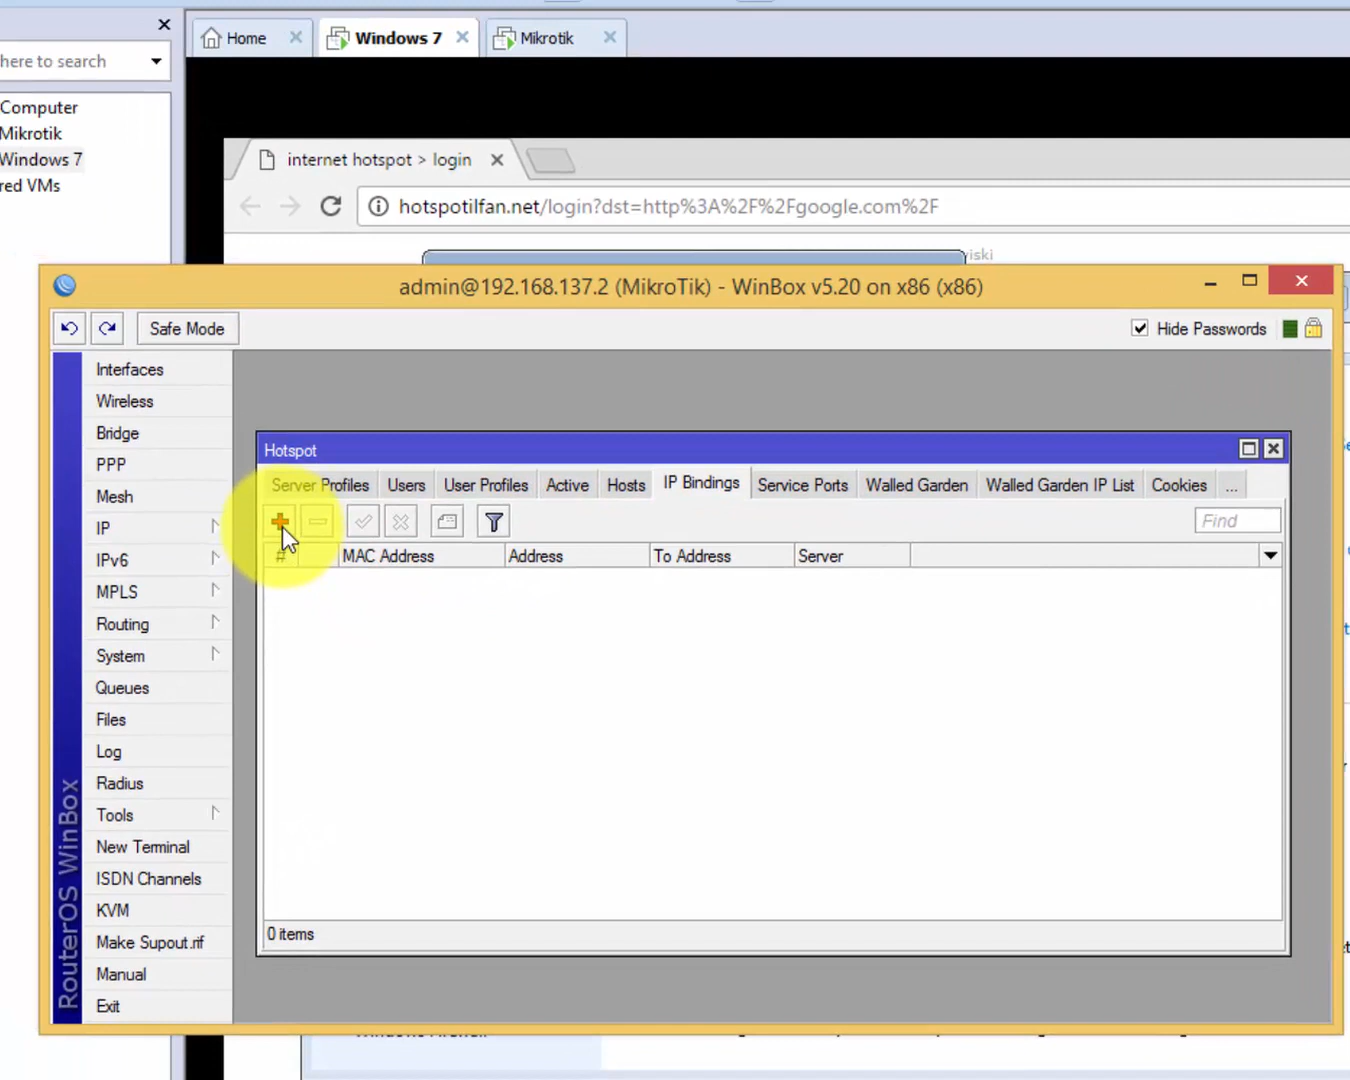 Home
Windows 7
Mikrotik
here to search
Computer
Mikrotik
Windows 7
red VMs
internet hotspot > login
hotspotilfan.net/login?dst=http%3A%2F%2Fgoogle.com%2F
iski
admin@192.168.137.2 (MikroTik) - WinBox v5.20 on x86 (x86)
Safe Mode
Hide Passwords
Interfaces
Wireless
Bridge
PPP
Mesh
IP
IPv6
MPLS
Routing
System
Queues
Files
Log
Radius
Tools
New Terminal
ISDN Channels
KVM
Make Supout.rif
Manual
Exit
RouterOS WinBox
Hotspot
Server Profiles Users User Profiles Active Hosts IP Bindings Service Ports Walled Garden Walled Garden IP List Cookies ...
Find
# MAC Address Address To Address Server
0 items